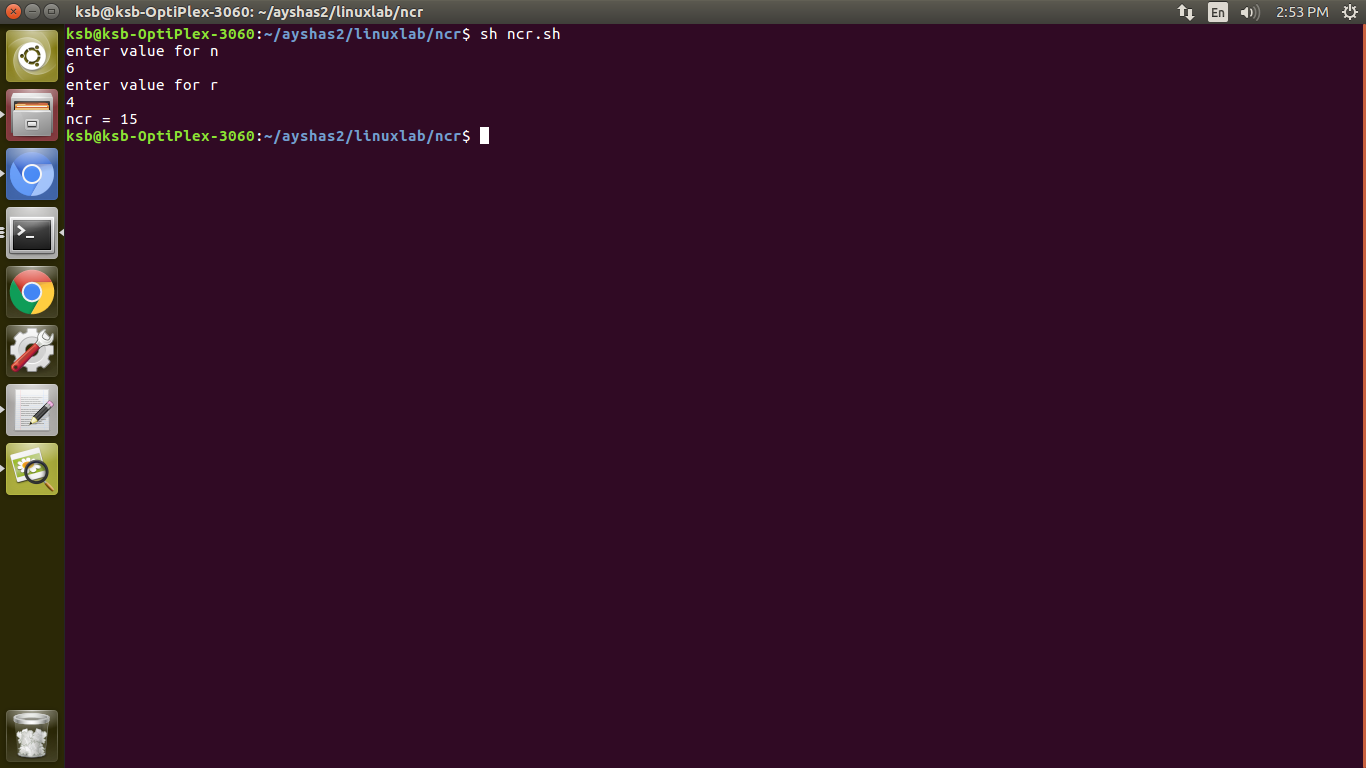 ksb@ksb-OptiPlex-3060: ~/ayshas2/linuxlab/ncr
En
2:53 PM
ksb@ksb-OptiPlex-3060:~/ayshas2/linuxlab/ncr$ sh ncr.sh
enter value for n
6
enter value for r
4
ncr = 15
ksb@ksb-OptiPlex-3060:~/ayshas2/linuxlab/ncr$
>_